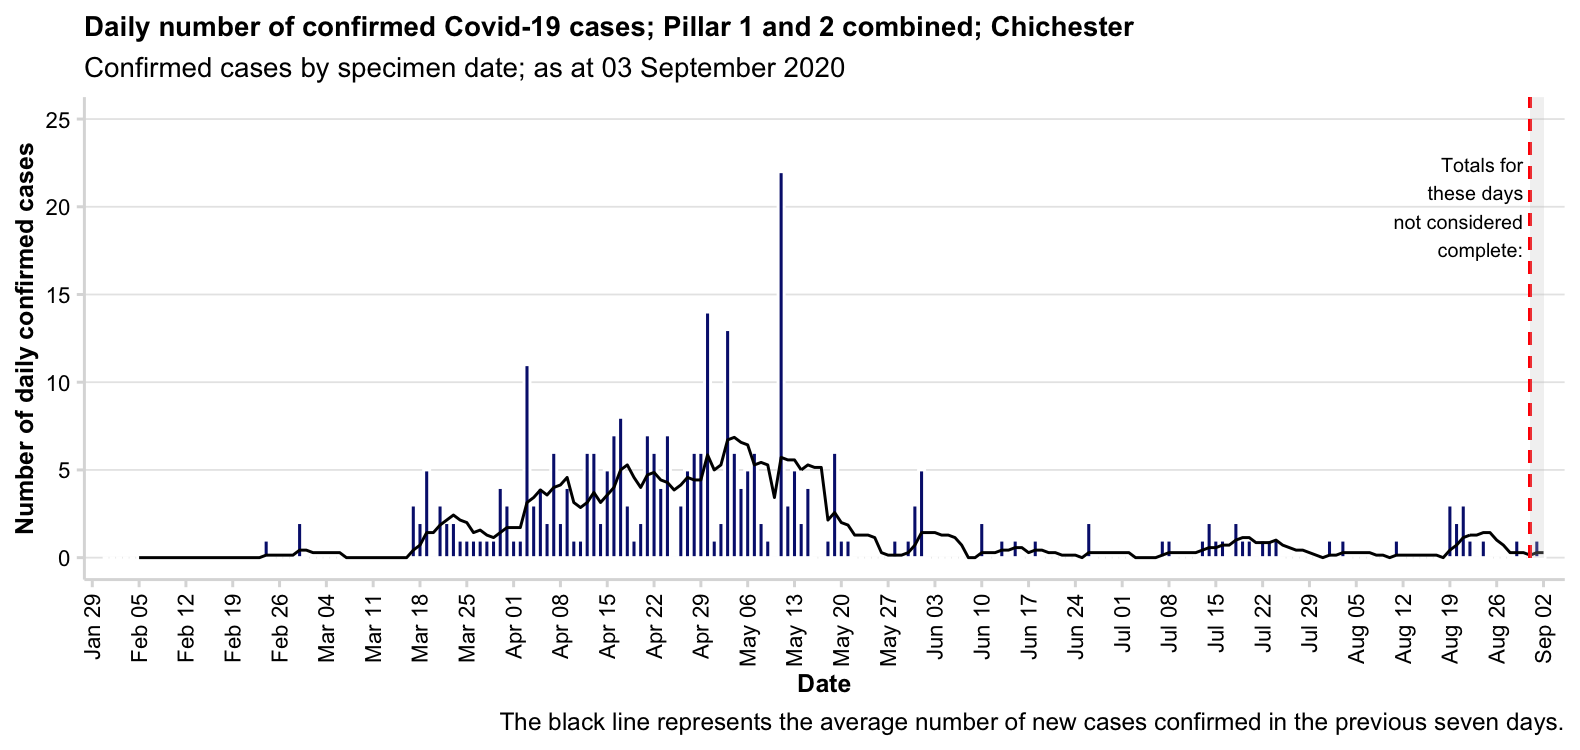 Daily number of confirmed Covid-19 cases; Pillar 1 and 2 combined; Chichester
Confirmed cases by specimen date; as at 03 September 2020
Number of daily confirmed cases
25
20
15
10
5
0
Totals for
these days
not considered
complete:
Jan 29
Feb 05
Feb 12
Feb 19
Feb 26
Mar 04
Mar 11
Mar 18
Mar 25
Apr 01
Apr 08
Apr 15
Apr 22
Apr 29
May 06
May 13
May 20
May 27
Jun 03
Jun 10
Jun 17
Jun 24
Jul 01
Jul 08
Jul 15
Jul 22
Jul 29
Aug 05
Aug 12
Aug 19
Aug 26
Sep 02
Date
The black line represents the average number of new cases confirmed in the previous seven days.